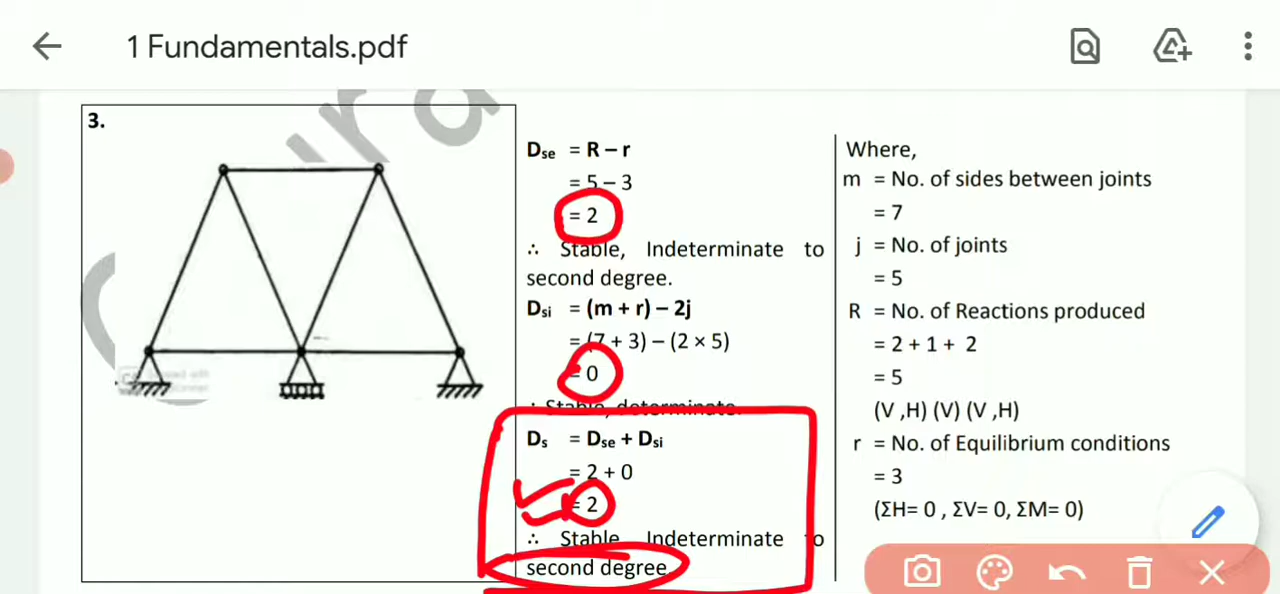 1 Fundamentals.pdf
3.
Dse = R – r
= 5 – 3
= 2
∴ Stable, Indeterminate to
second degree.
Dsi = (m + r) – 2j
= (7 + 3) – (2 × 5)
= 0
∴ Stable, determinate.
Ds = Dse + Dsi
= 2 + 0
= 2
∴ Stable, Indeterminate to
second degree.
Where,
m = No. of sides between joints
= 7
j = No. of joints
= 5
R = No. of Reactions produced
= 2 + 1 + 2
= 5
(V ,H) (V) (V ,H)
r = No. of Equilibrium conditions
= 3
(ΣH= 0 , ΣV= 0, ΣM= 0)